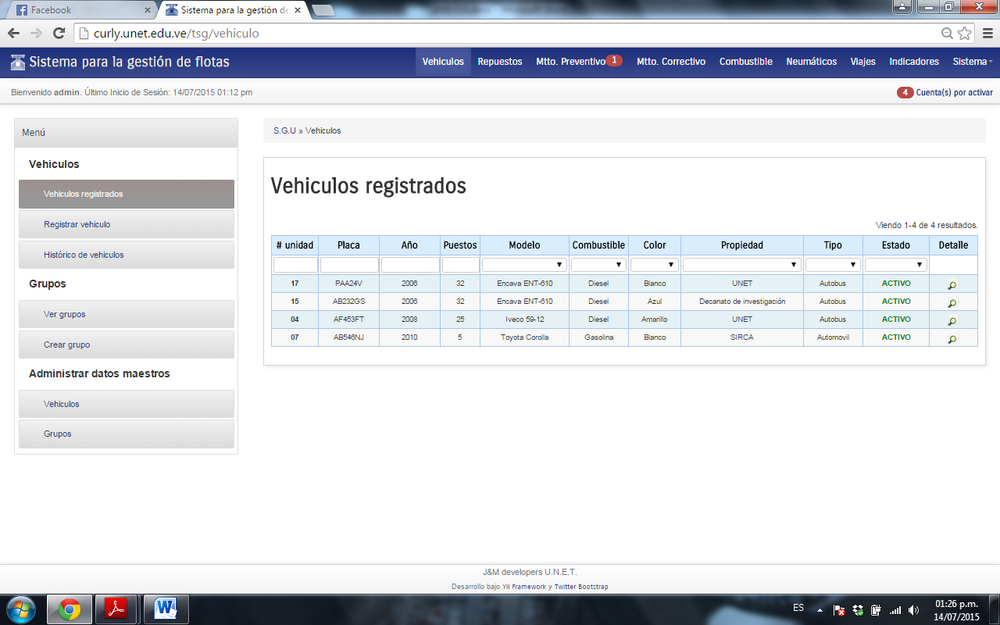 Facebook
Sistema para la gestión de
curly.unet.edu.ve/tsg/vehiculo
Sistema para la gestión de flotas
Vehiculos Repuestos Mtto. Preventivo 1 Mtto. Correctivo Combustible Neumáticos Viajes Indicadores Sistema
Bienvenido admin. Último Inicio de Sesión: 14/07/2015 01:12 pm
4 Cuenta(s) por activar
Menú
Vehiculos
Vehiculos registrados
Registrar vehiculo
Histórico de vehiculos
Grupos
Ver grupos
Crear grupo
Administrar datos maestros
Vehiculos
Grupos
S.G.U » Vehiculos
Vehiculos registrados
Viendo 1-4 de 4 resultados.
# unidad Placa Año Puestos Modelo Combustible Color Propiedad Tipo Estado Detalle
17 PAA24V 2006 32 Encava ENT-610 Diesel Blanco UNET Autobus ACTIVO
15 AB232GS 2006 32 Encava ENT-610 Diesel Azul Decanato de investigación Autobus ACTIVO
04 AF453FT 2008 25 Iveco 59-12 Diesel Amarillo UNET Autobus ACTIVO
07 AB546NJ 2010 5 Toyota Corolla Gasolina Blanco SIRCA Automovil ACTIVO
J&M developers U.N.E.T.
Desarrollo bajo Yii Framework y Twitter Bootstrap
ES
01:26 p.m.
14/07/2015